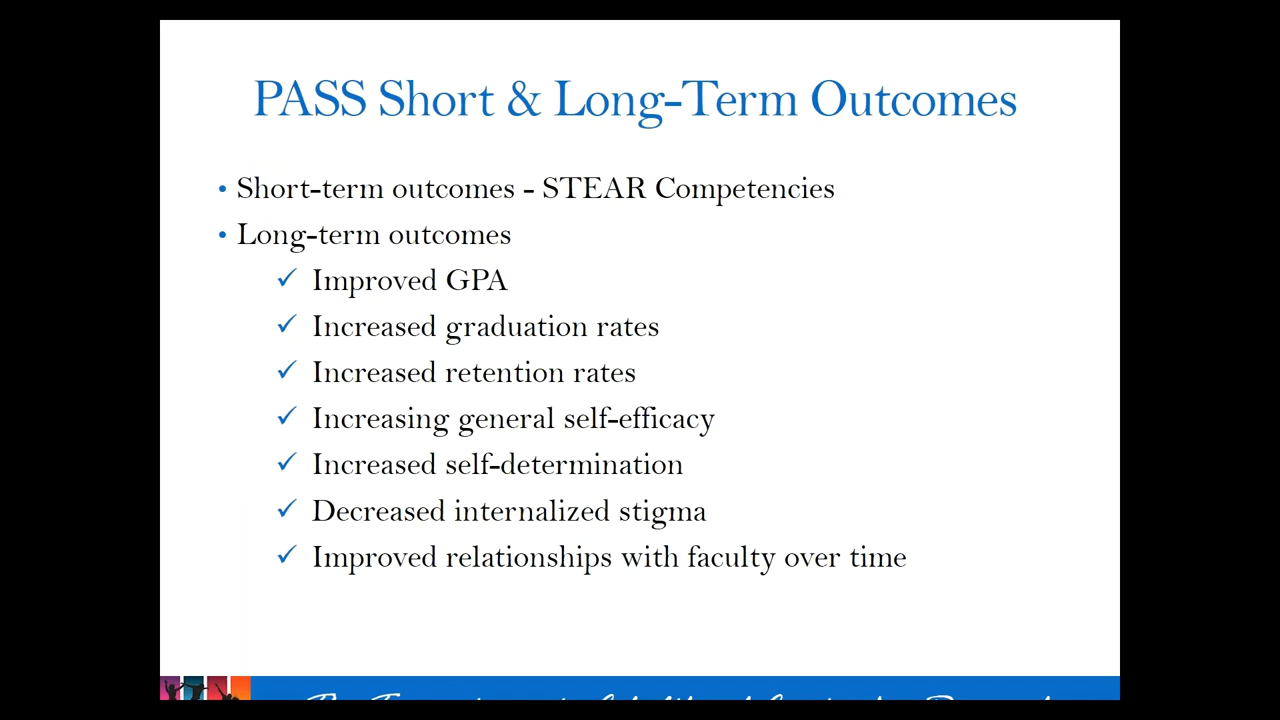 PASS Short & Long-Term Outcomes
• Short-term outcomes - STEAR Competencies
• Long-term outcomes
✓ Improved GPA
✓ Increased graduation rates
✓ Increased retention rates
✓ Increasing general self-efficacy
✓ Increased self-determination
✓ Decreased internalized stigma
✓ Improved relationships with faculty over time